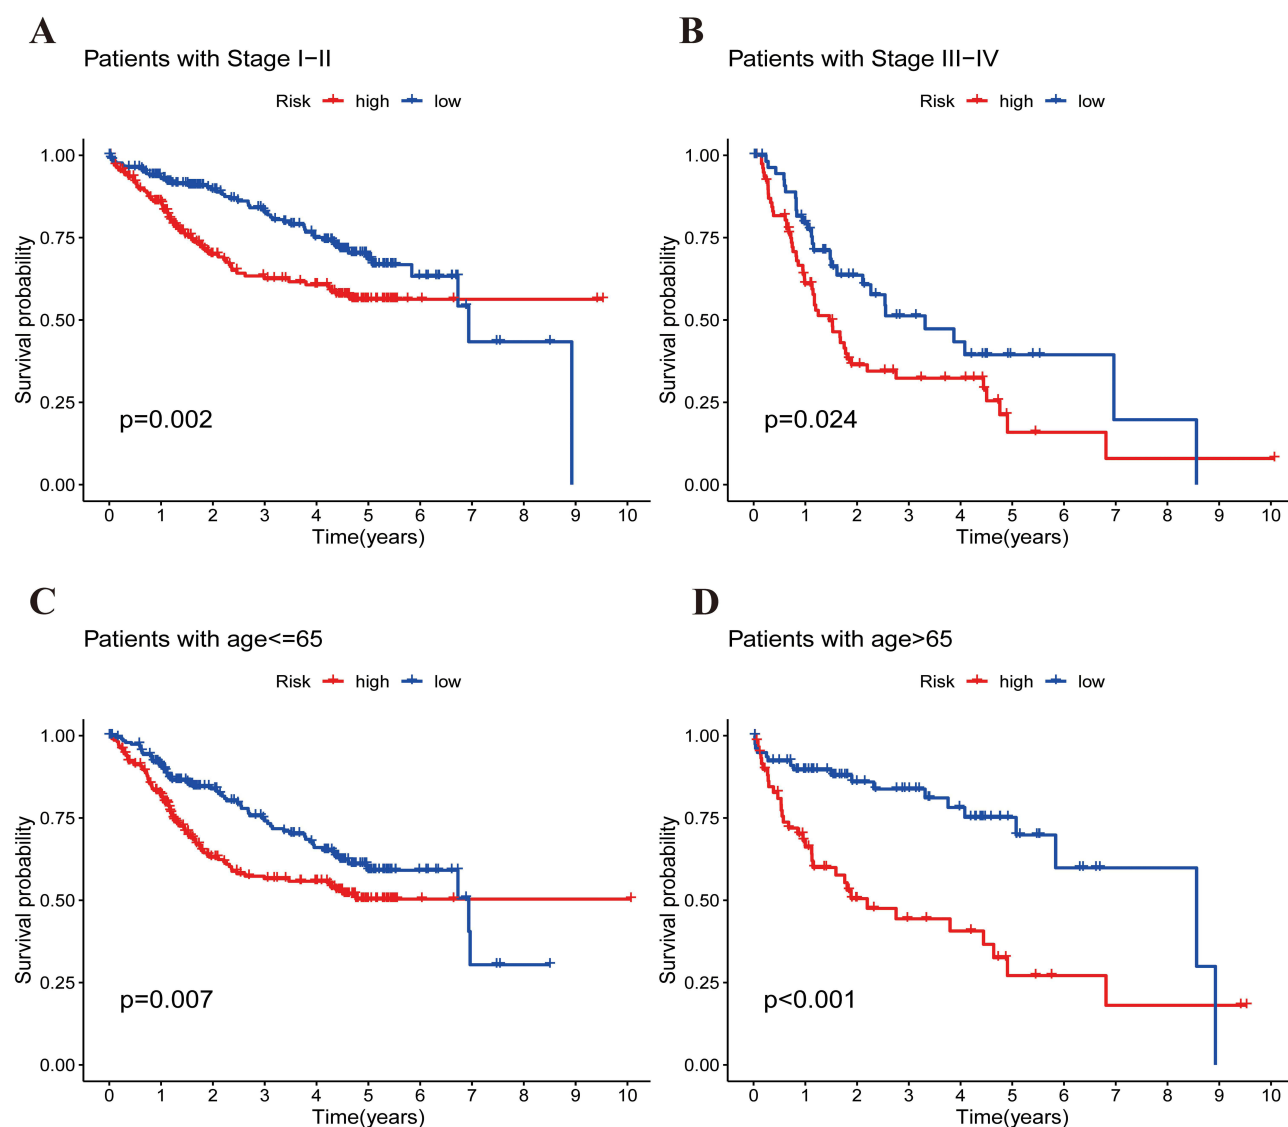 A
Patients with Stage I−II
Risk high low
Survival probability
1.00
0.75
0.50
0.25
0.00
p=0.002
0 1 2 3 4 5 6 7 8 9 10
Time(years)
B
Patients with Stage III−IV
Risk high low
Survival probability
1.00
0.75
0.50
0.25
0.00
p=0.024
0 1 2 3 4 5 6 7 8 9 10
Time(years)
C
Patients with age<=65
Risk high low
Survival probability
1.00
0.75
0.50
0.25
0.00
p=0.007
0 1 2 3 4 5 6 7 8 9 10
Time(years)
D
Patients with age>65
Risk high low
Survival probability
1.00
0.75
0.50
0.25
0.00
p<0.001
0 1 2 3 4 5 6 7 8 9 10
Time(years)